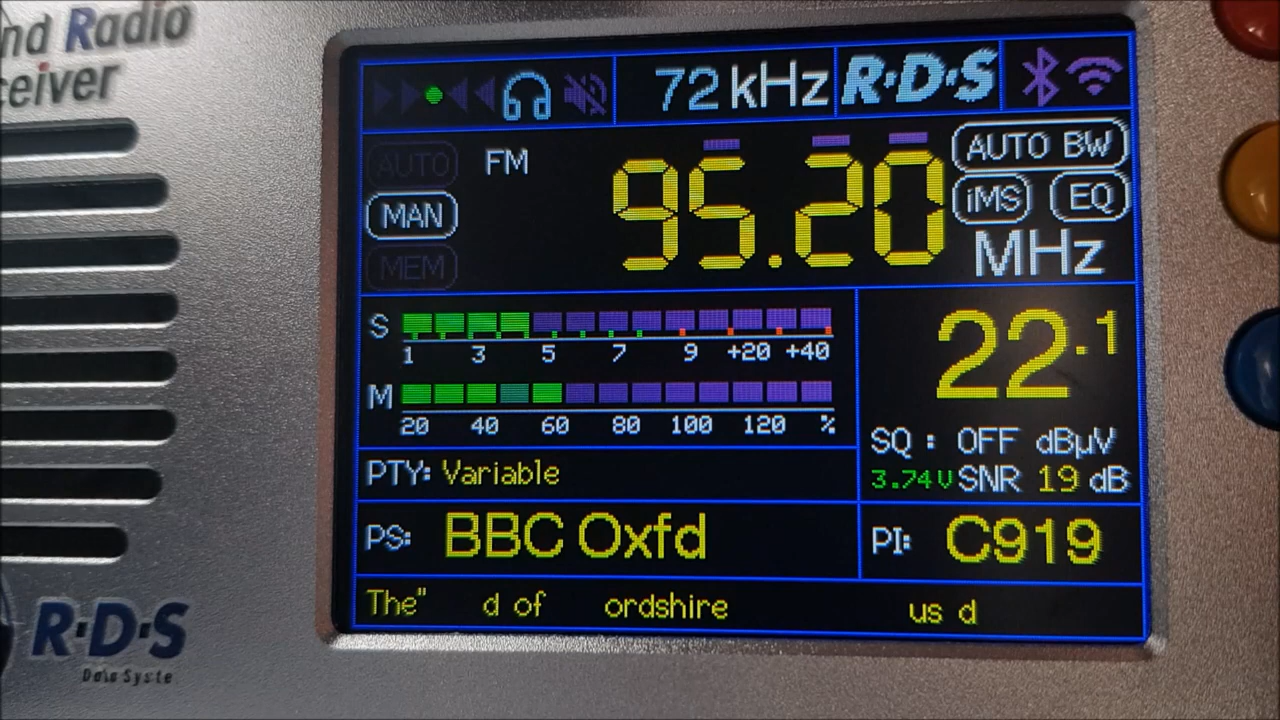 nd Radio
ceiver
72 kHz R·D·S
AUTO FM 95.20 AUTO BW
MAN iMS EQ
MEM MHz
S
1 3 5 7 9 +20 +40
22.1
M
20 40 60 80 100 120 %
SQ : OFF dBµV
PTY: Variable
3.74V SNR 19 dB
PS: BBC Oxfd
PI: C919
The" d of ordshire us d
R·D·S
Data Syste